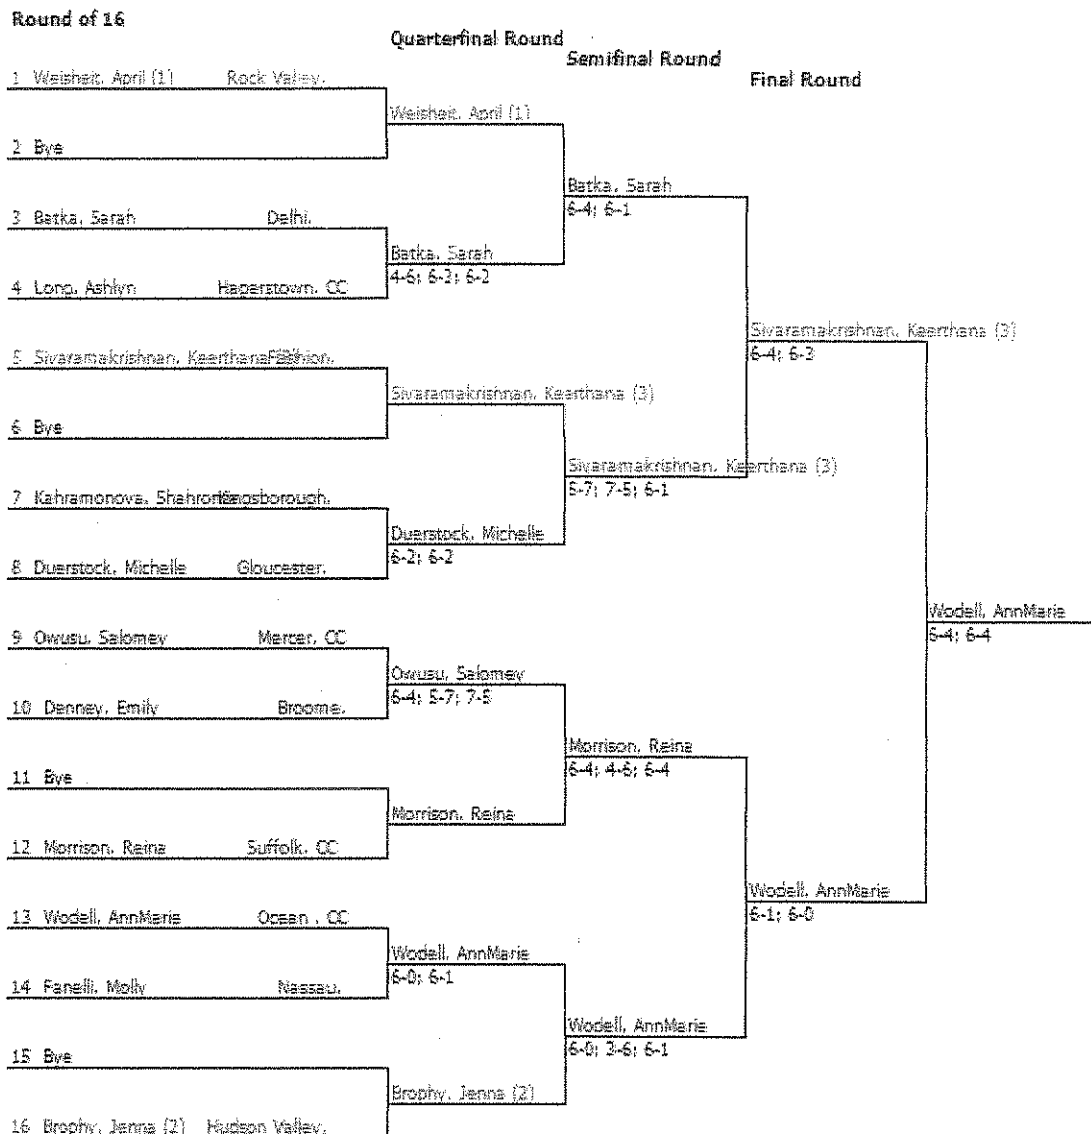 Round of 16
Quarterfinal Round
Semifinal Round
Final Round
1 Weisheit, April (1) Rock Valley,
Weisheit, April (1)
2 Bye
Batka, Sarah
6-4; 6-1
3 Batka, Sarah Delhi,
Batka, Sarah
4-6; 6-2; 6-2
4 Long, Ashlyn Hagerstown, CC
Sivaramakrishnan, Keerthana (3)
6-4; 6-3
5 Sivaramakrishnan, Keerthana
Sivaramakrishnan, Keerthana (3)
6 Bye
Sivaramakrishnan, Keerthana (3)
5-7; 7-5; 6-1
7 Kahramonova,
Duerstock, Michelle
6-2; 6-2
8 Duerstock, Michelle Gloucester,
Wodell, AnnMarie
6-4; 6-4
9 Owusu, Salomey Mercer, CC
Owusu, Salomey
6-4; 5-7; 7-5
10 Denney, Emily Broome,
Morrison, Reina
6-4; 4-6; 6-4
11 Bye
Morrison, Reina
12 Morrison, Reina Suffolk, CC
Wodell, AnnMarie
6-1; 6-0
13 Wodell, AnnMarie Ocean , CC
Wodell, AnnMarie
6-0; 6-1
14 Fanelli, Molly Nassau,
Wodell, AnnMarie
6-0; 3-6; 6-1
15 Bye
Brophy, Jenna (2)
16 Brophy, Jenna (2) Hudson Valley,